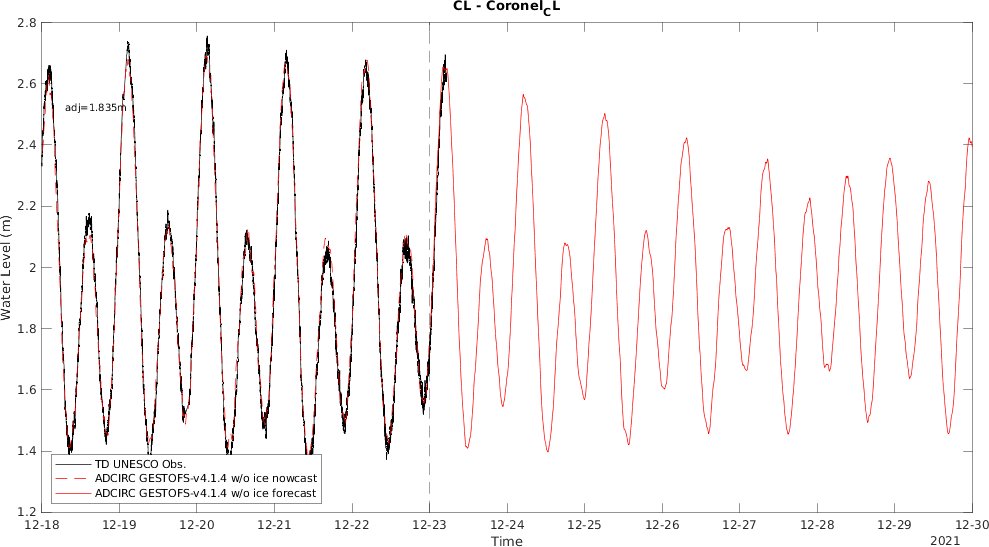 CL - Coronel_CL
2.8
2.6
2.4
2.2
2
1.8
1.6
1.4
1.2
Water Level (m)
adj=1.835m
TD UNESCO Obs.
ADCIRC GESTOFS-v4.1.4 w/o ice nowcast
ADCIRC GESTOFS-v4.1.4 w/o ice forecast
12-18 12-19 12-20 12-21 12-22 12-23 12-24 12-25 12-26 12-27 12-28 12-29 12-30
Time
2021